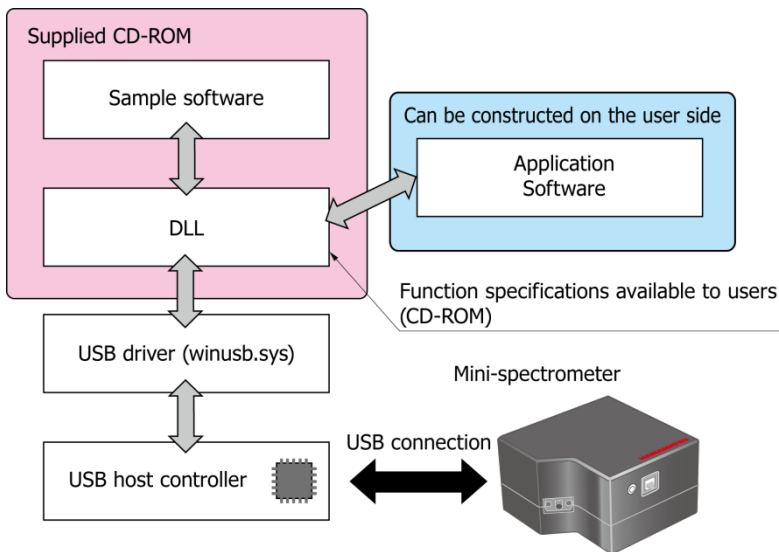 Supplied CD-ROM
Sample software
Can be constructed on the user side
Application
Software
DLL
Function specifications available to users
(CD-ROM)
USB driver (winusb.sys)
Mini-spectrometer
USB connection
USB host controller